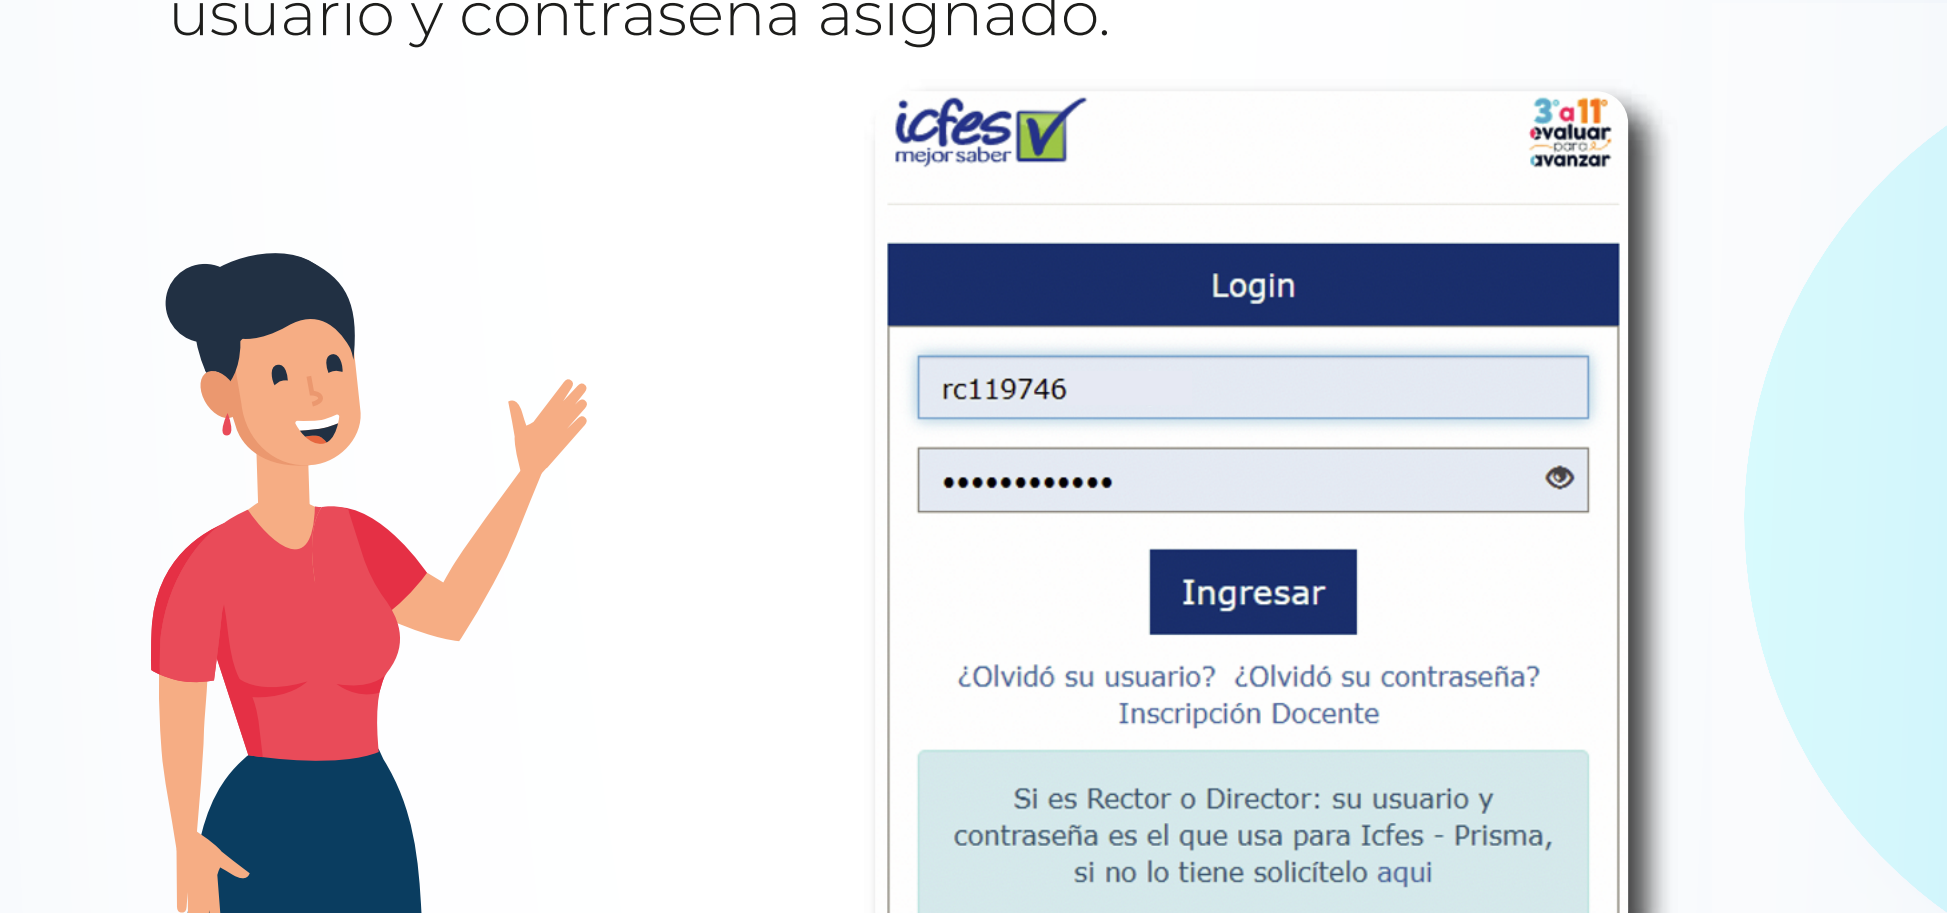 usuario y contraseña asignado.
icfes
mejor saber
3° a 11°
evaluar
para
avanzar
Login
rc119746
••••••••••••
Ingresar
¿Olvidó su usuario? ¿Olvidó su contraseña?
Inscripción Docente
Si es Rector o Director: su usuario y
contraseña es el que usa para Icfes - Prisma,
si no lo tiene solicítelo aqui